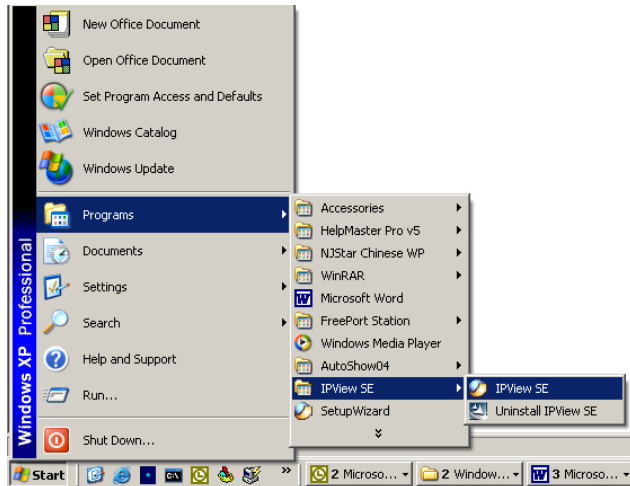 New Office Document
Open Office Document
Set Program Access and Defaults
Windows Catalog
Windows Update
Programs
Documents
Settings
Search
Help and Support
Run...
Shut Down...
Windows XP Professional
Accessories
HelpMaster Pro v5
NJStar Chinese WP
WinRAR
Microsoft Word
FreePort Station
Windows Media Player
AutoShow04
IPView SE
SetupWizard
IPView SE
Uninstall IPView SE
Start
2 Microso...
2 Window...
3 Microso...